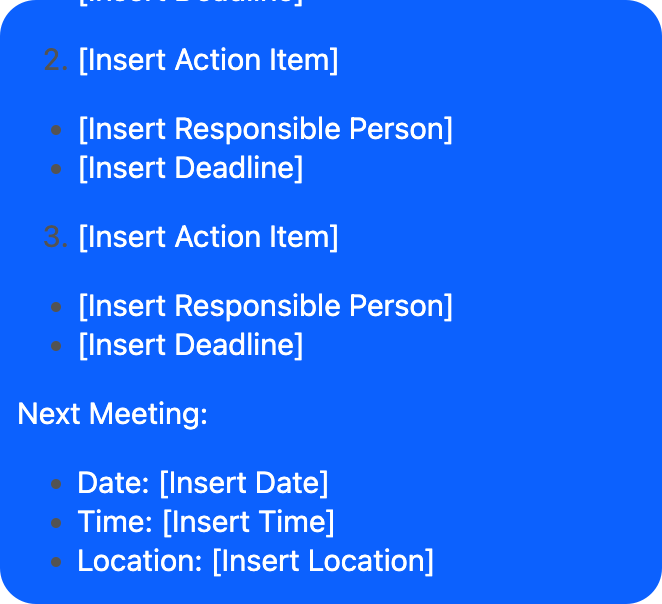 2. [Insert Action Item]
• [Insert Responsible Person]
• [Insert Deadline]
3. [Insert Action Item]
• [Insert Responsible Person]
• [Insert Deadline]
Next Meeting:
• Date: [Insert Date]
• Time: [Insert Time]
• Location: [Insert Location]